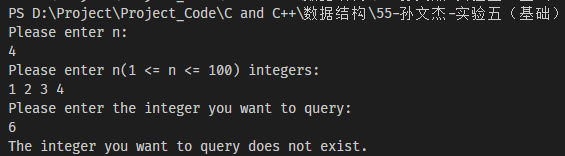 PS D:\Project\Project_Code\C and C++\数据结构\55-孙文杰-实验五（基础）
Please enter n:
4
Please enter n(1 <= n <= 100) integers:
1 2 3 4
Please enter the integer you want to query:
6
The integer you want to query does not exist.